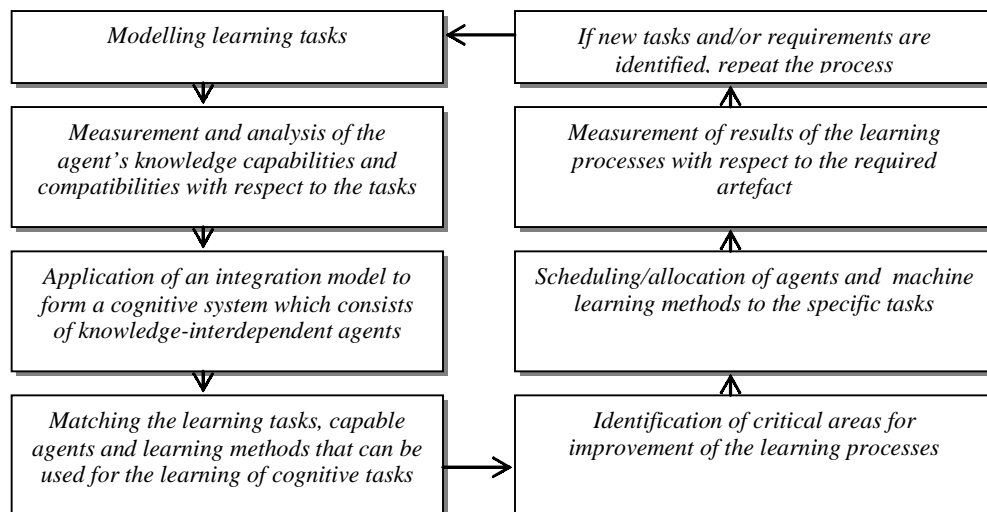 Modelling learning tasks
Measurement and analysis of the
agent's knowledge capabilities and
compatibilities with respect to the tasks
Application of an integration model to
form a cognitive system which consists
of knowledge-interdependent agents
Matching the learning tasks, capable
agents and learning methods that can be
used for the learning of cognitive tasks
Identification of critical areas for
improvement of the learning processes
Scheduling/allocation of agents and machine
learning methods to the specific tasks
Measurement of results of the learning
processes with respect to the required
artefact
If new tasks and/or requirements are
identified, repeat the process